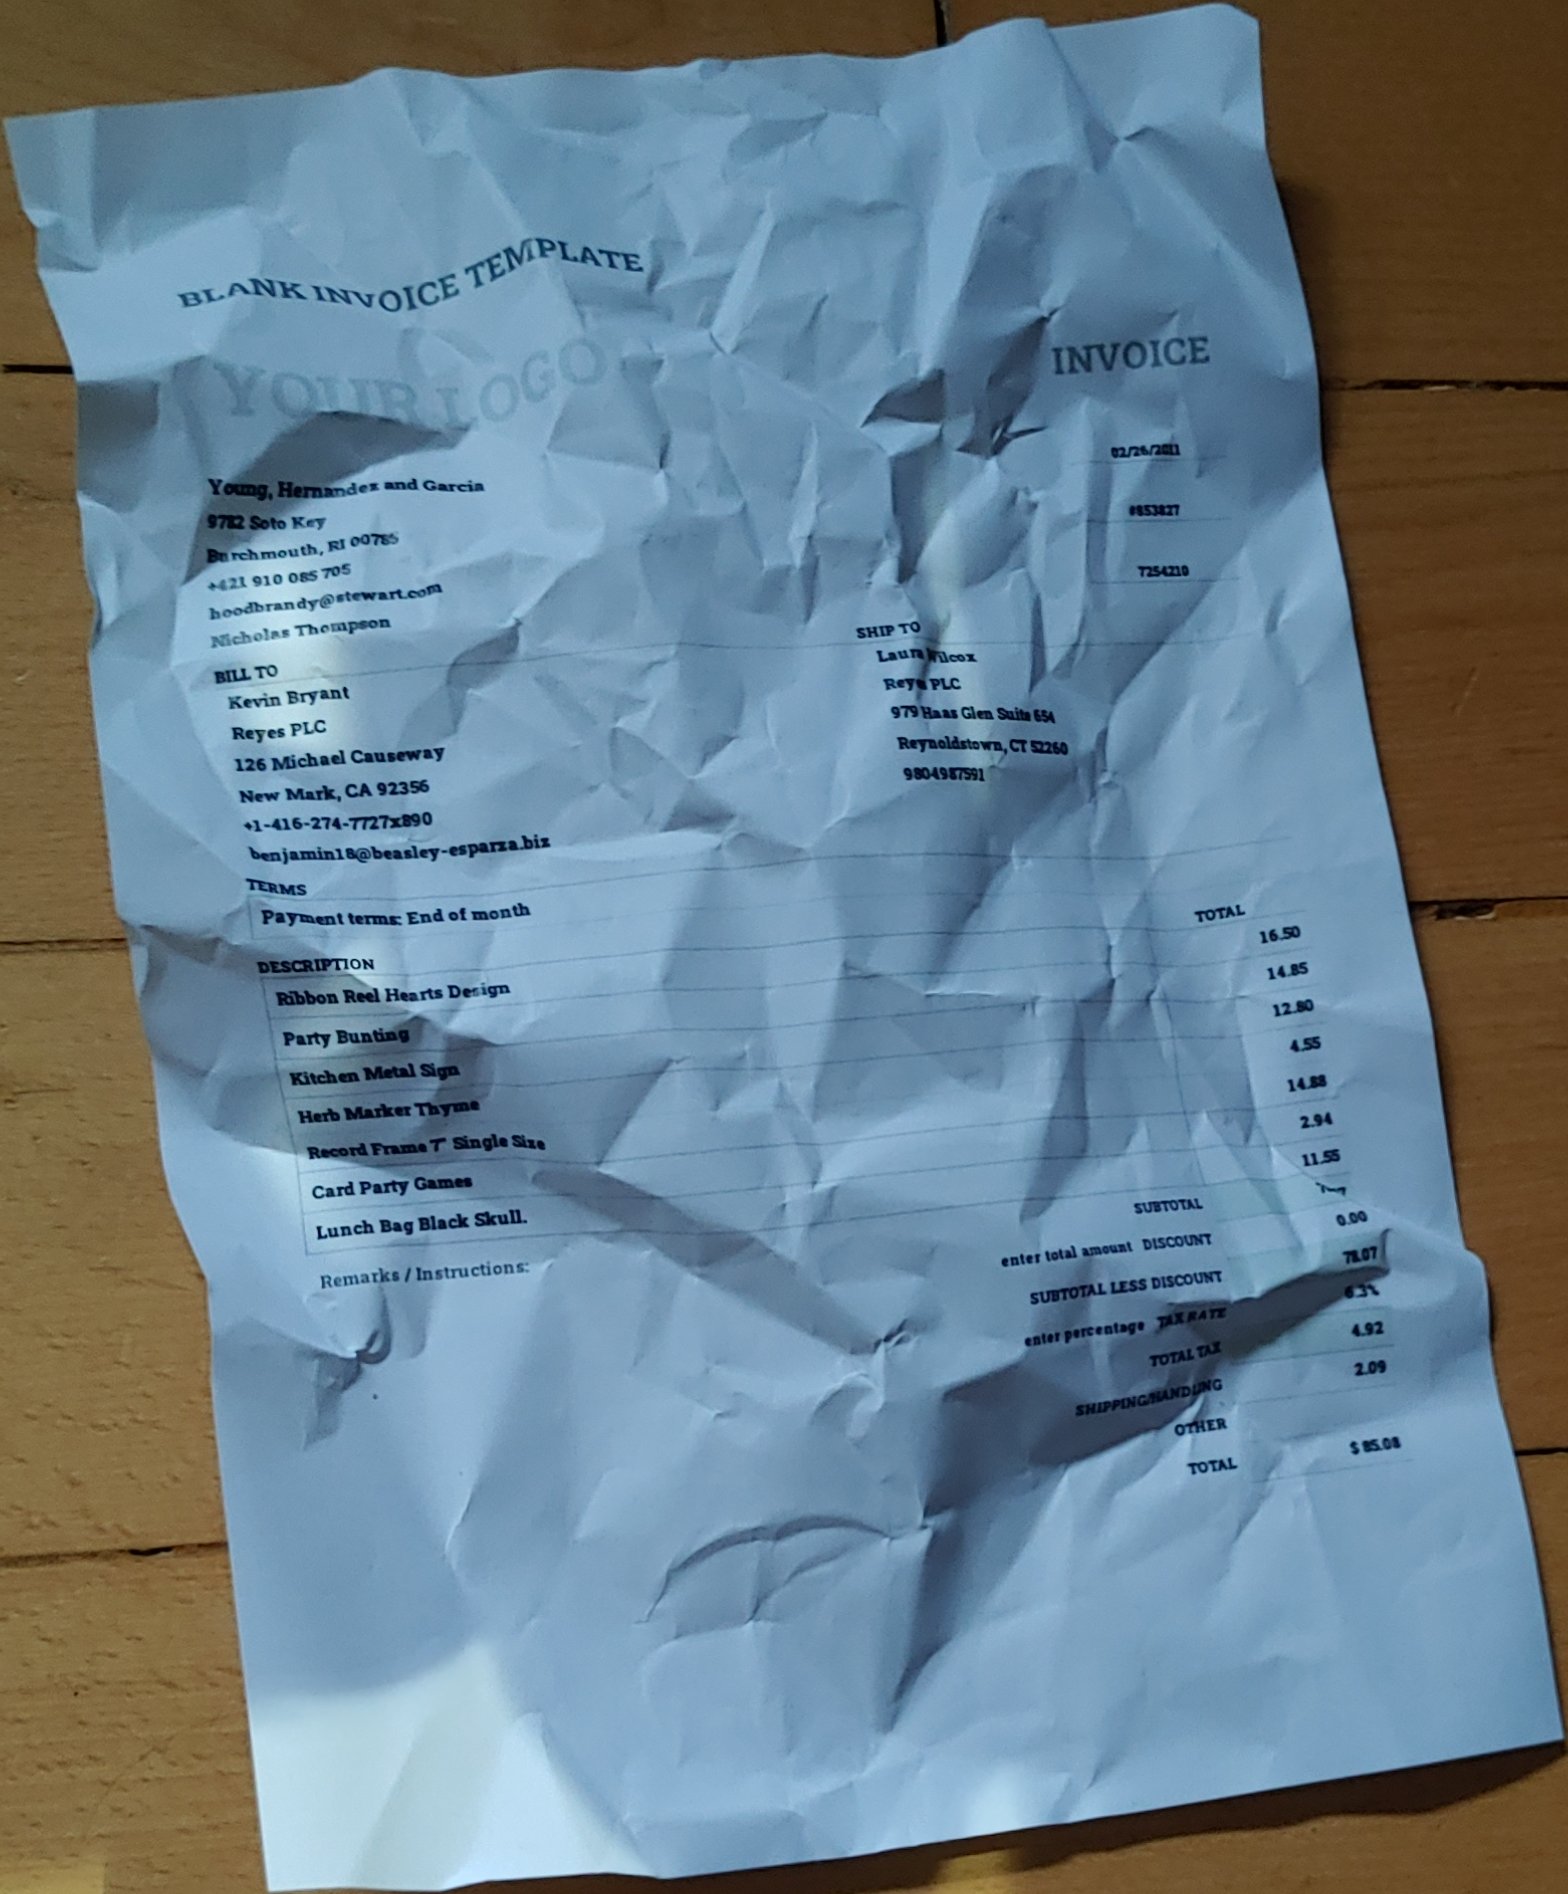 BLANK INVOICE TEMPLATE
YOUR LOGO
INVOICE
02/26/2011
Young, Hernandez and Garcia
#853827
9782 Soto Key
Burchmouth, RI 00785
7254210
+421 910 085 705
hoodbrandy@stewart.com
Nicholas Thompson
BILL TO
Kevin Bryant
Reyes PLC
126 Michael Causeway
New Mark, CA 92356
+1-416-274-7727x890
benjamin18@beasley-esparza.biz
SHIP TO
Laura Wilcox
Reyes PLC
979 Haas Glen Suite 654
Reynoldstown, CT 52260
9804987591
TERMS
Payment terms: End of month
DESCRIPTION TOTAL
Ribbon Reel Hearts Design 16.50
Party Bunting 14.85
Kitchen Metal Sign 12.80
Herb Marker Thyme 4.55
Record Frame 7" Single Size 14.88
Card Party Games 2.94
Lunch Bag Black Skull. 11.55
Remarks / Instructions:
SUBTOTAL
enter total amount DISCOUNT 0.00
SUBTOTAL LESS DISCOUNT 78.07
enter percentage TAX RATE 6.3%
TOTAL TAX 4.92
SHIPPING/HANDLING 2.09
OTHER
TOTAL $ 85.08